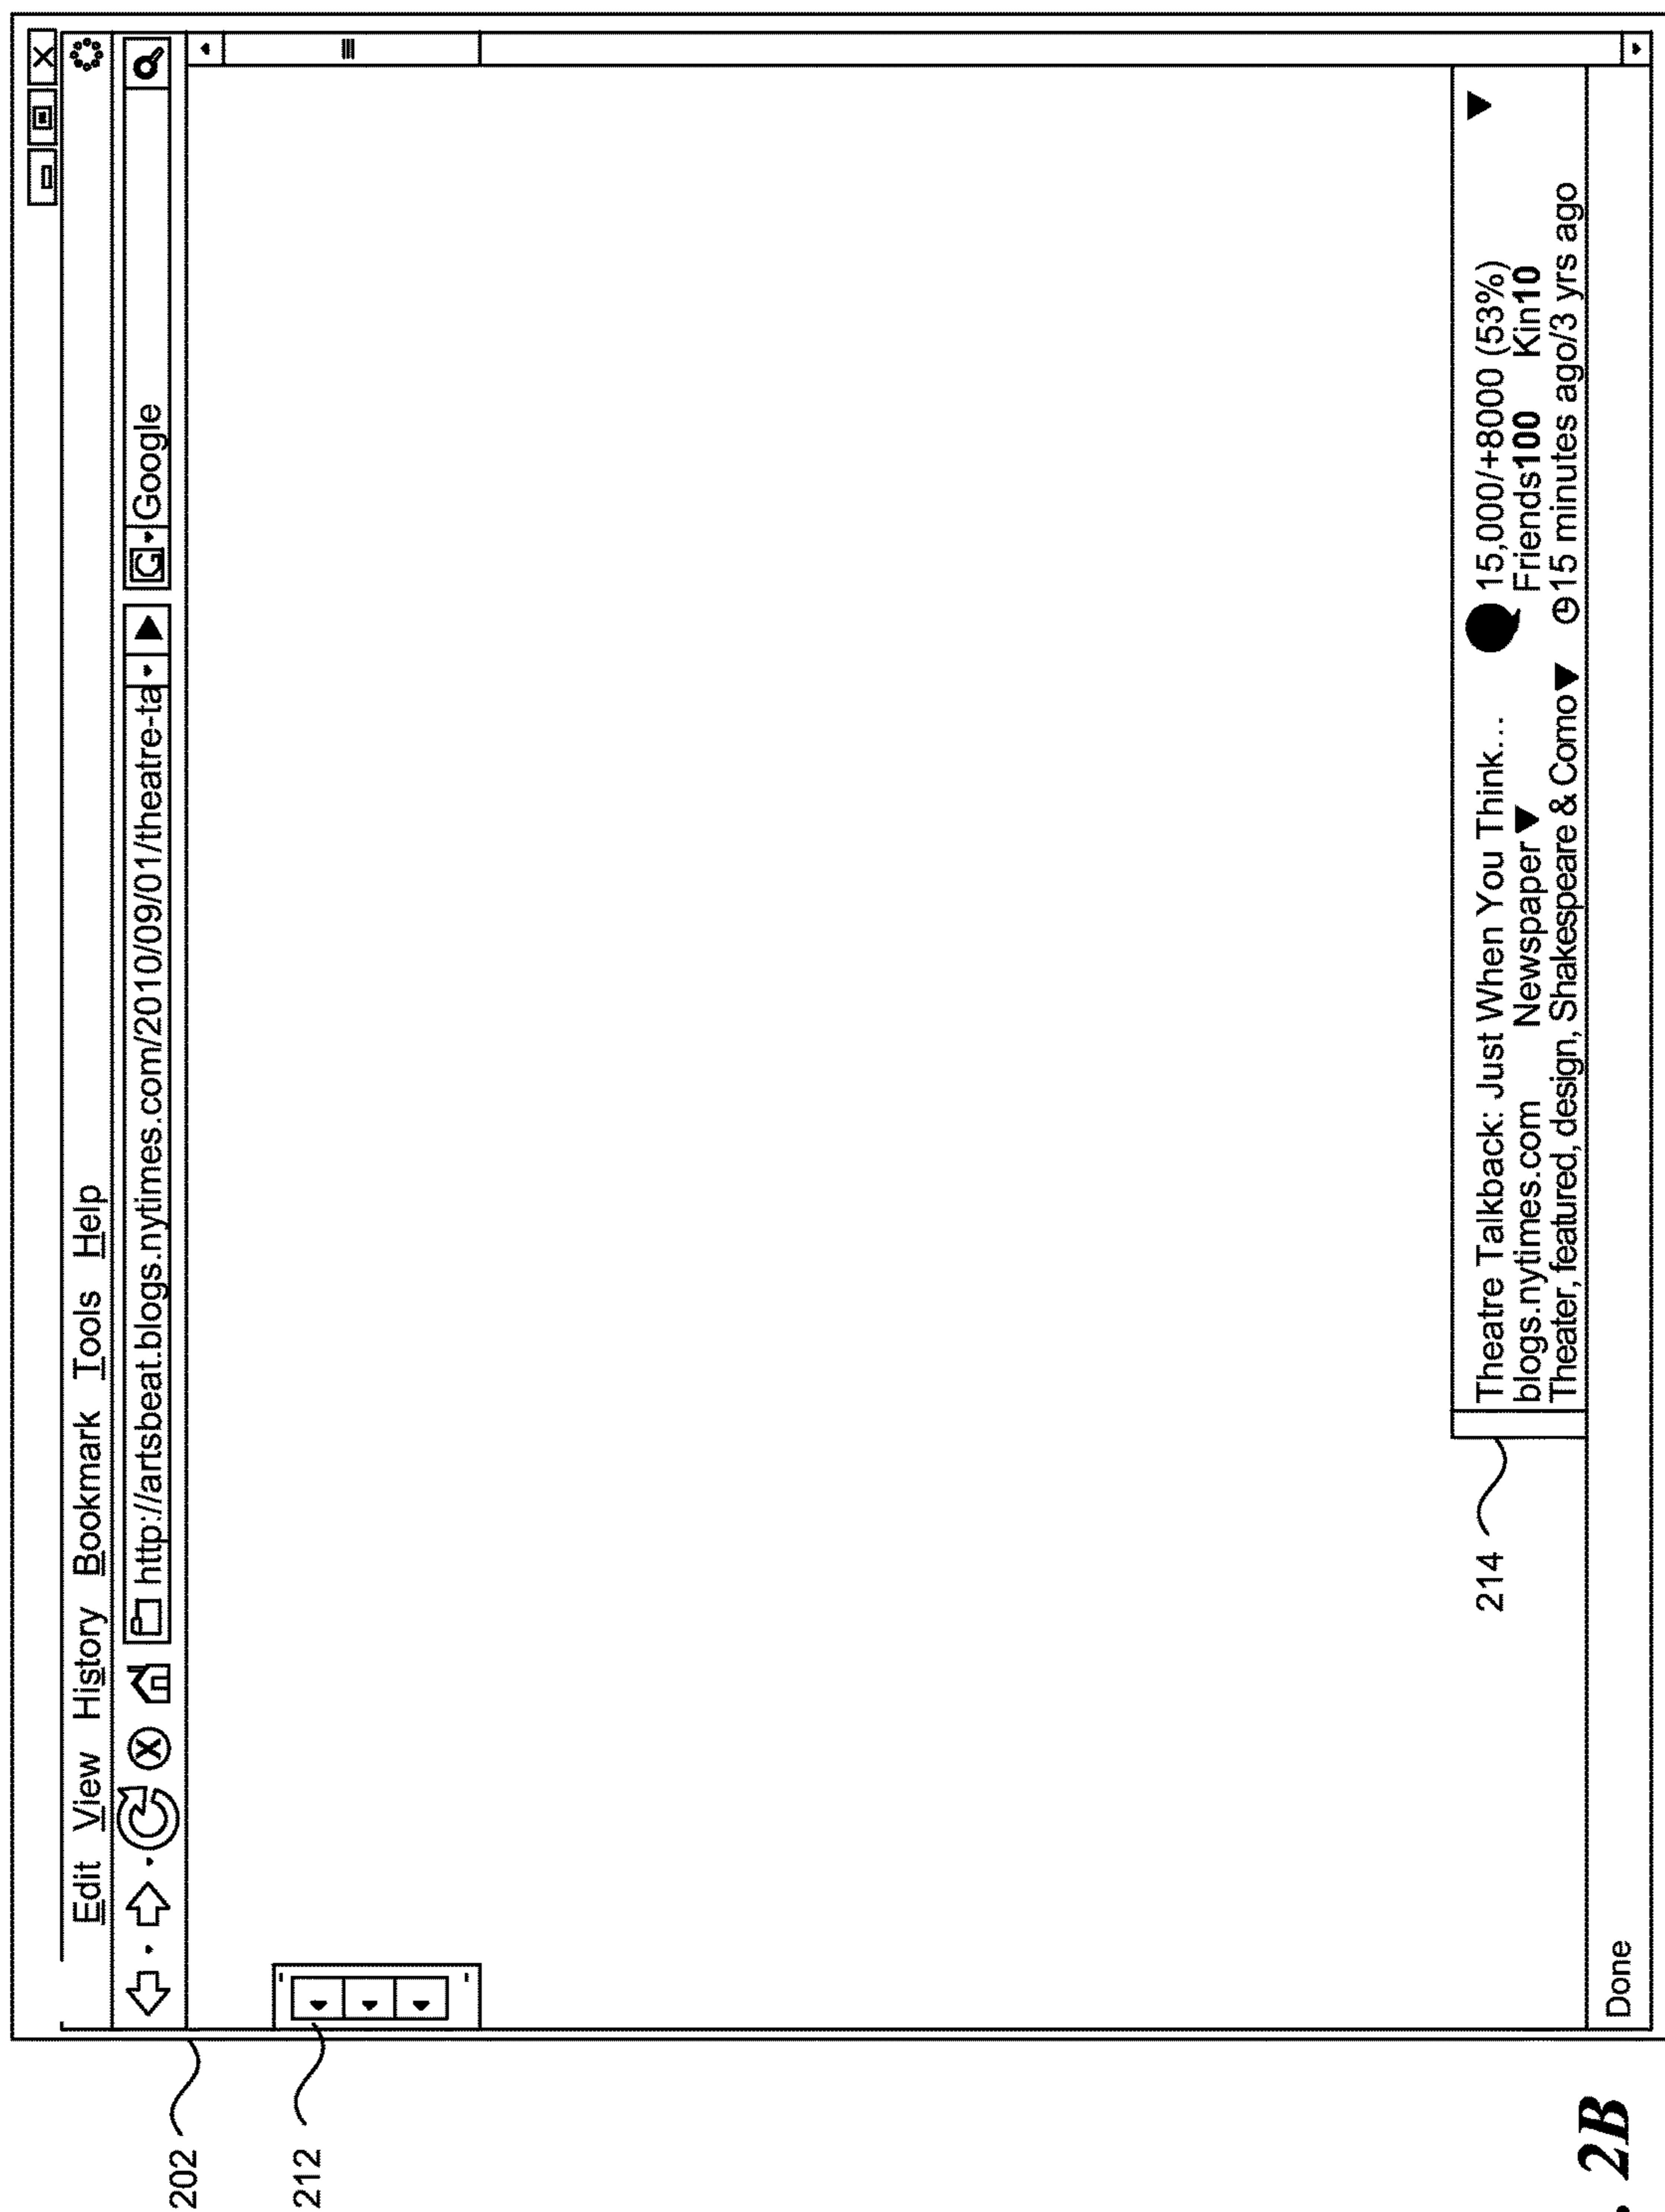 Edit View History Bookmark Tools Help
http://artsbeat.blogs.nytimes.com/2010/09/01/theatre-ta
G Google
202
212
214
Theatre Talkback: Just When You Think...
15,000/+8000 (53%)
blogs.nytimes.com Newspaper
Friends100 Kin10
Theater, featured, design, Shakespeare & Como
15 minutes ago/3 yrs ago
Done
. 2B